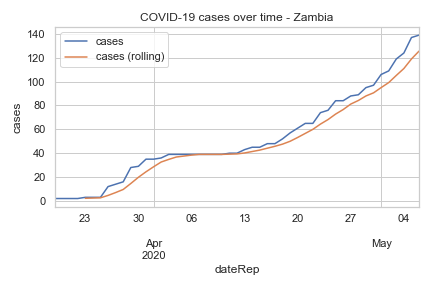 COVID-19 cases over time - Zambia
cases
cases (rolling)
cases
140
120
100
80
60
40
20
0
23 30 06 13 20 27 04
Apr May
2020
dateRep